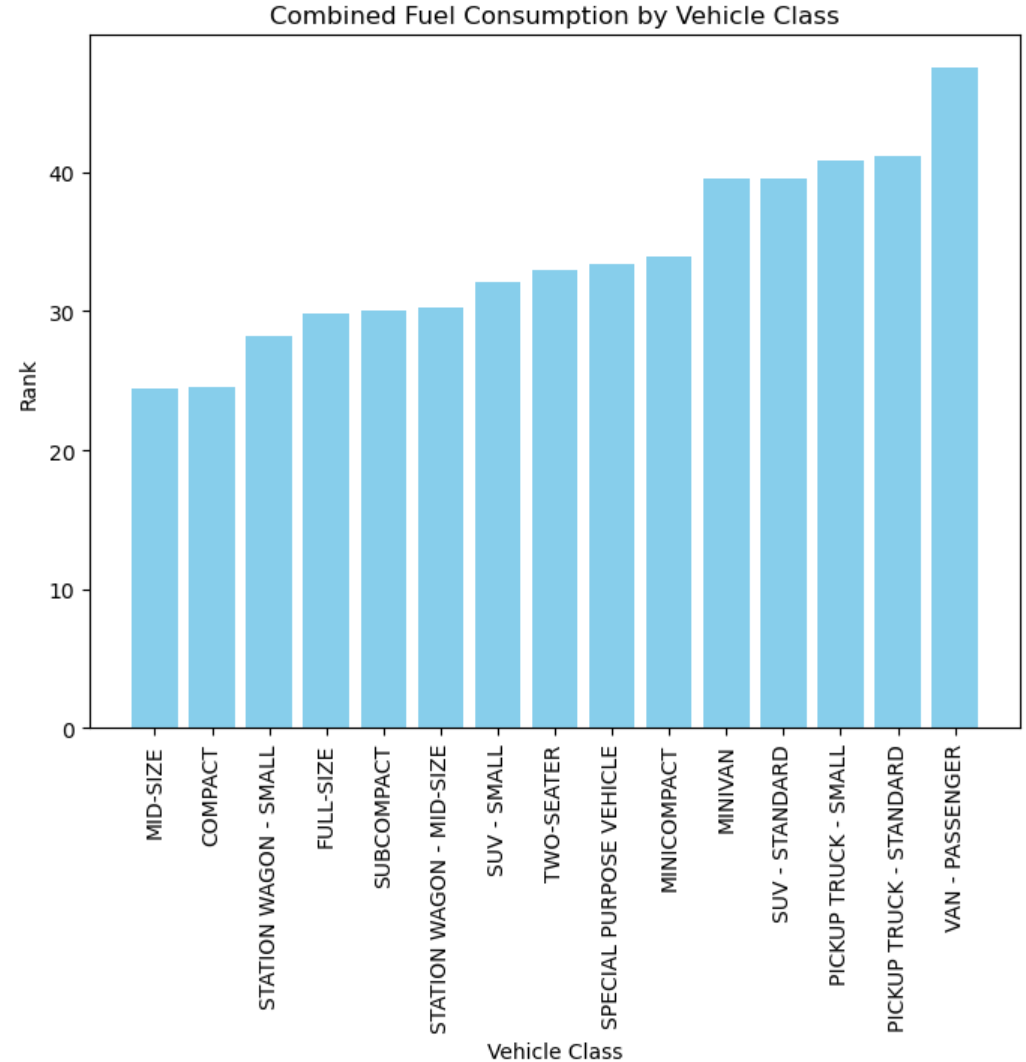 Combined Fuel Consumption by Vehicle Class
Rank
40
30
20
10
0
MID-SIZE
COMPACT
STATION WAGON - SMALL
FULL-SIZE
SUBCOMPACT
STATION WAGON - MID-SIZE
SUV - SMALL
TWO-SEATER
SPECIAL PURPOSE VEHICLE
MINICOMPACT
MINIVAN
SUV - STANDARD
PICKUP TRUCK - SMALL
PICKUP TRUCK - STANDARD
VAN - PASSENGER
Vehicle Class